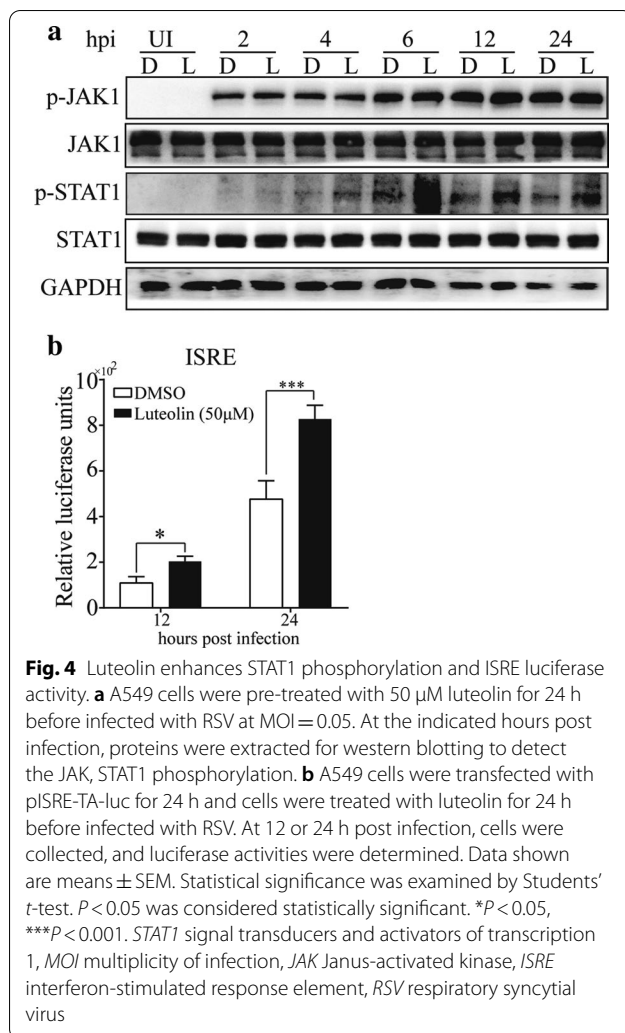 a hpi UI 2 4 6 12 24
D L D L D L D L D L D L
p-JAK1
JAK1
p-STAT1
STAT1
GAPDH
b ISRE
×10²
10
8
6
4
2
0
Relative luciferase units
DMSO
Luteolin (50μM)
*
***
12 24
hours post infection
Fig. 4 Luteolin enhances STAT1 phosphorylation and ISRE luciferase
activity. a A549 cells were pre-treated with 50 μM luteolin for 24 h
before infected with RSV at MOI = 0.05. At the indicated hours post
infection, proteins were extracted for western blotting to detect
the JAK, STAT1 phosphorylation. b A549 cells were transfected with
pISRE-TA-luc for 24 h and cells were treated with luteolin for 24 h
before infected with RSV. At 12 or 24 h post infection, cells were
collected, and luciferase activities were determined. Data shown
are means ± SEM. Statistical significance was examined by Students’
t-test. P < 0.05 was considered statistically significant. *P < 0.05,
***P < 0.001. STAT1 signal transducers and activators of transcription
1, MOI multiplicity of infection, JAK Janus-activated kinase, ISRE
interferon-stimulated response element, RSV respiratory syncytial
virus